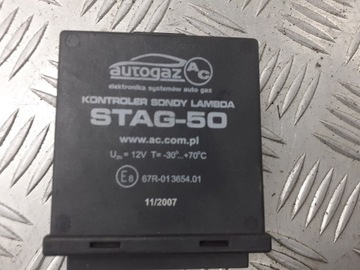 autogaz AC
elektronika systemów auto gaz
KONTROLER SONDY LAMBDA
STAG-50
www.ac.com.pl
Uzn = 12V T= -30°...+70°C
E8 67R-013654.01
11/2007